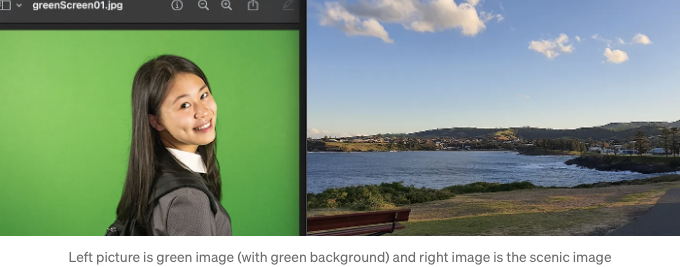 greenScreen01.jpg
Left picture is green image (with green background) and right image is the scenic image